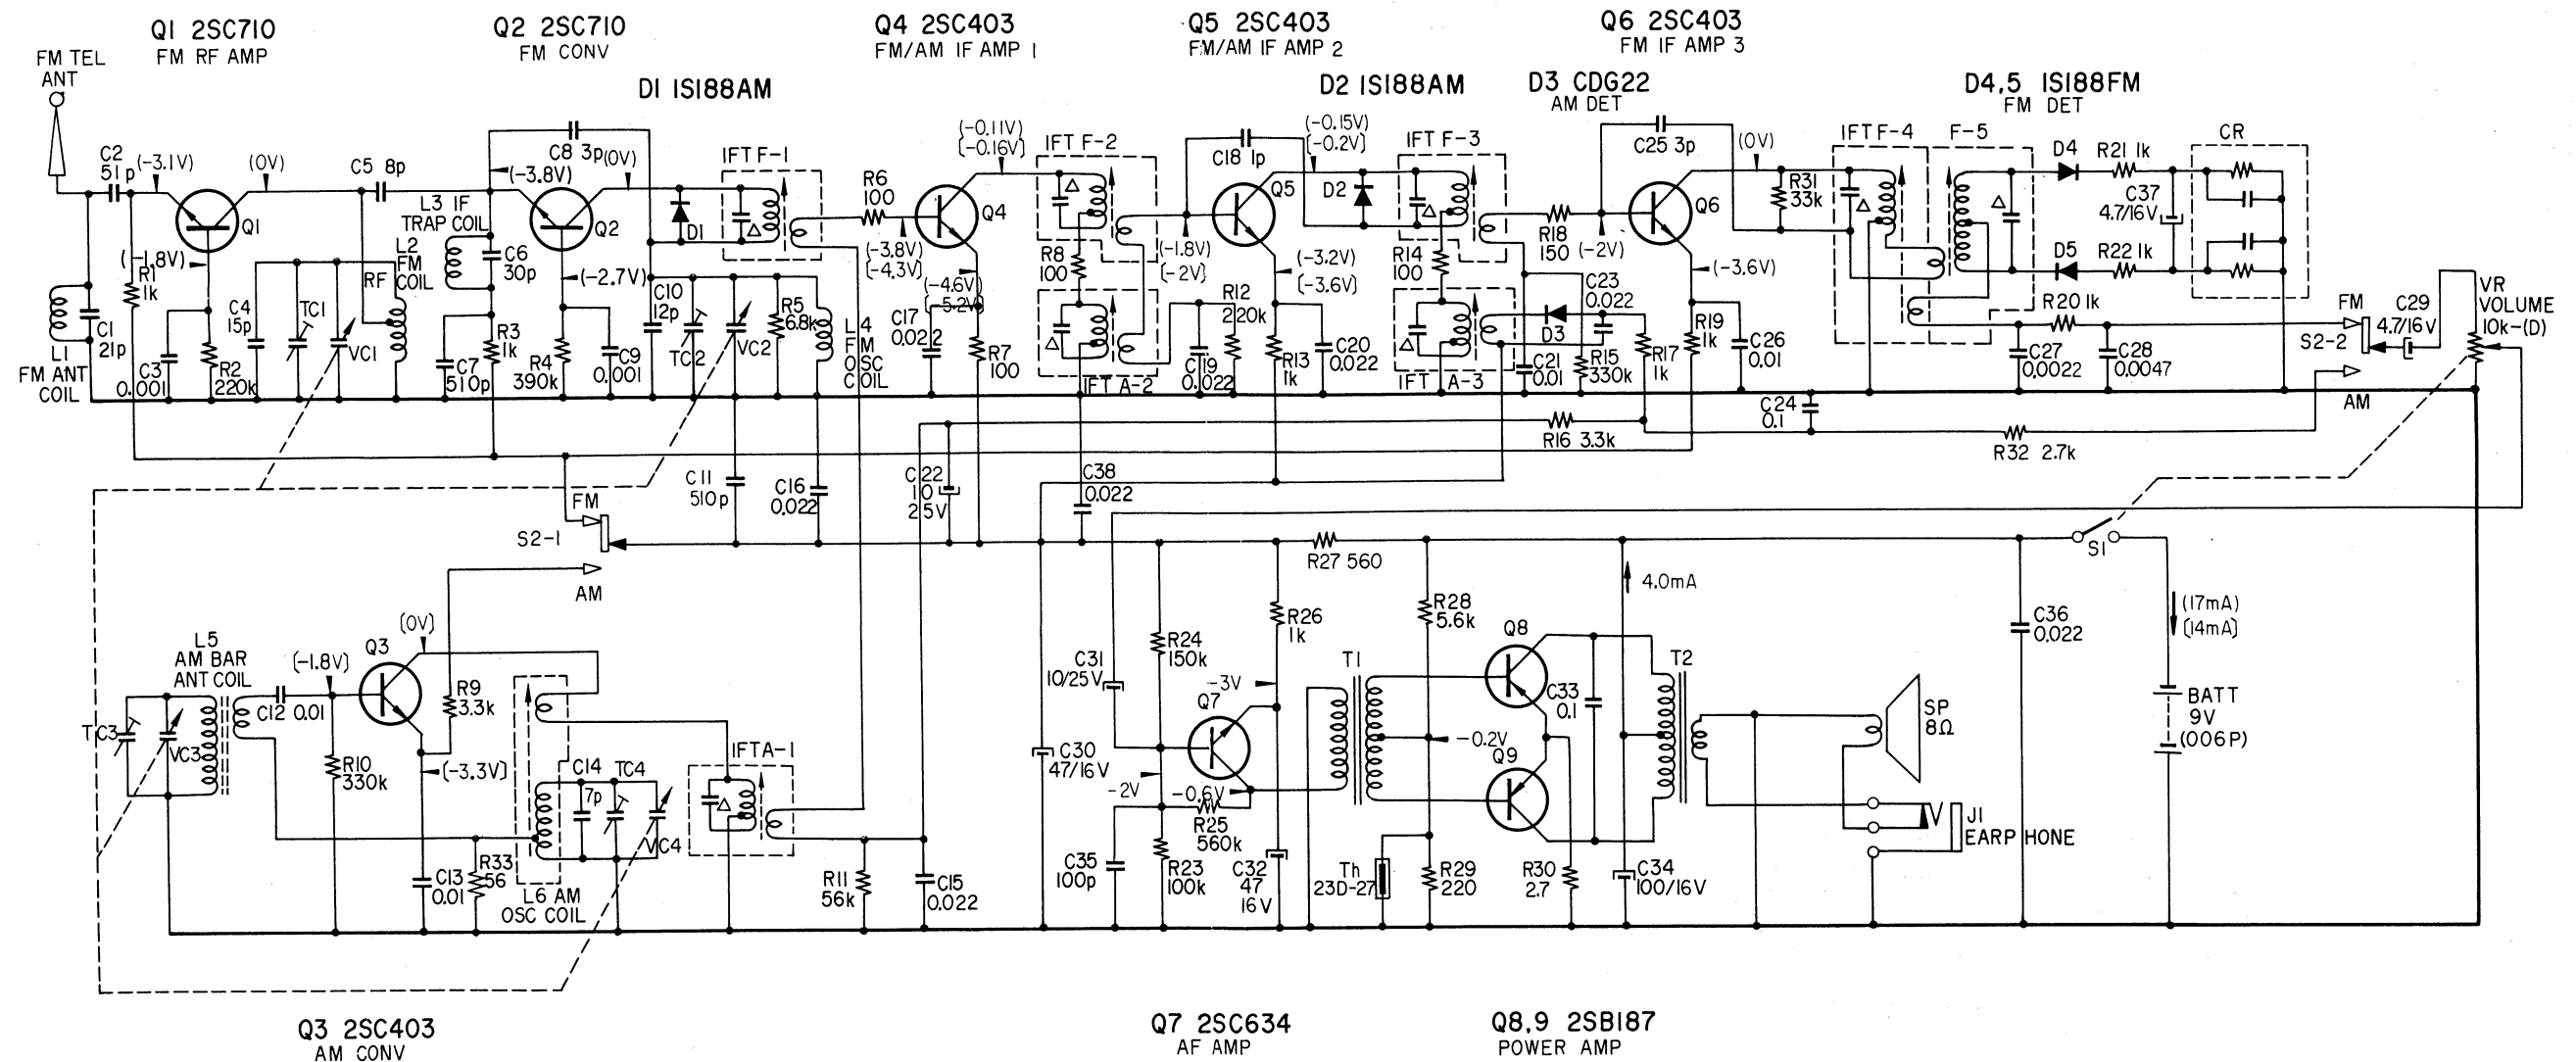 Q1 2SC710
FM RF AMP
Q2 2SC710
FM CONV
Q4 2SC403
FM/AM IF AMP 1
Q5 2SC403
FM/AM IF AMP 2
Q6 2SC403
FM IF AMP 3
FM TEL
ANT
D1 IS188AM
D2 IS188AM
D3 CDG22
AM DET
D4,5 IS188FM
FM DET
C2
51p
(-3.1V)
(0V)
C5 8p
C8 3p
(0V)
(-3.8V)
IFT F-1
(-0.11V)
[-0.16V]
IFT F-2
C18 1p
(-0.15V)
[-0.2V]
IFT F-3
C25 3p
(0V)
IFT F-4
F-5
D4
R21 1k
CR
Q1
L3 IF
TRAP COIL
Q2
D1
R6
100
Q4
Q5
D2
Q6
R31
33k
C37
4.7/16V
(-1.8V)
R1
1k
L2
FM
COIL
RF
C6
30p
(-2.7V)
(-3.8V)
[-4.3V]
R8
100
(-1.8V)
[-2V]
(-3.2V)
(-3.6V)
R14
100
R18
150
(-2V)
(-3.6V)
D5
R22 1k
C4
15p
TC1
VC1
C10
12p
TC2
VC2
R5
6.8k
L4
FM
OSC
COIL
(-4.6V)
[-5.2V]
C17
0.022
R7
100
IFT A-2
C19
0.022
R12
220k
R13
1k
C20
0.022
IFT A-3
D3
C23
0.022
C21
0.01
R15
330k
R17
1k
R19
1k
C26
0.01
R20 1k
C27
0.0022
C28
0.0047
FM
S2-2
AM
C29
4.7/16V
VR
VOLUME
10k-(D)
L1
FM ANT
COIL
C1
21p
C3
0.001
R2
220k
C7
510p
R3
1k
R4
390k
C9
0.001
C24
0.1
R16 3.3k
R32 2.7k
C11
510p
C16
0.022
C22
10
25V
C38
0.022
FM
S2-1
AM
R27 560
S1
4.0mA
(17mA)
[14mA]
L5
AM BAR
ANT COIL
(-1.8V)
Q3
(0V)
R9
3.3k
TC3
VC3
C12 0.01
R10
330k
[-3.3V]
C14
7p
TC4
VC4
IFTA-1
C13
0.01
R33
56
L6 AM
OSC COIL
R11
56k
C15
0.022
C30
47/16V
C31
10/25V
R24
150k
R26
1k
-3V
Q7
-2V
-0.6V
R25
560k
R23
100k
C35
100p
C32
47
16V
T1
R28
5.6k
-0.2V
Th
23D-27
R29
220
Q8
Q9
C33
0.1
R30
2.7
C34
100/16V
T2
SP
8Ω
J1
EARPHONE
C36
0.022
BATT
9V
(006P)
Q3 2SC403
AM CONV
Q7 2SC634
AF AMP
Q8,9 2SB187
POWER AMP